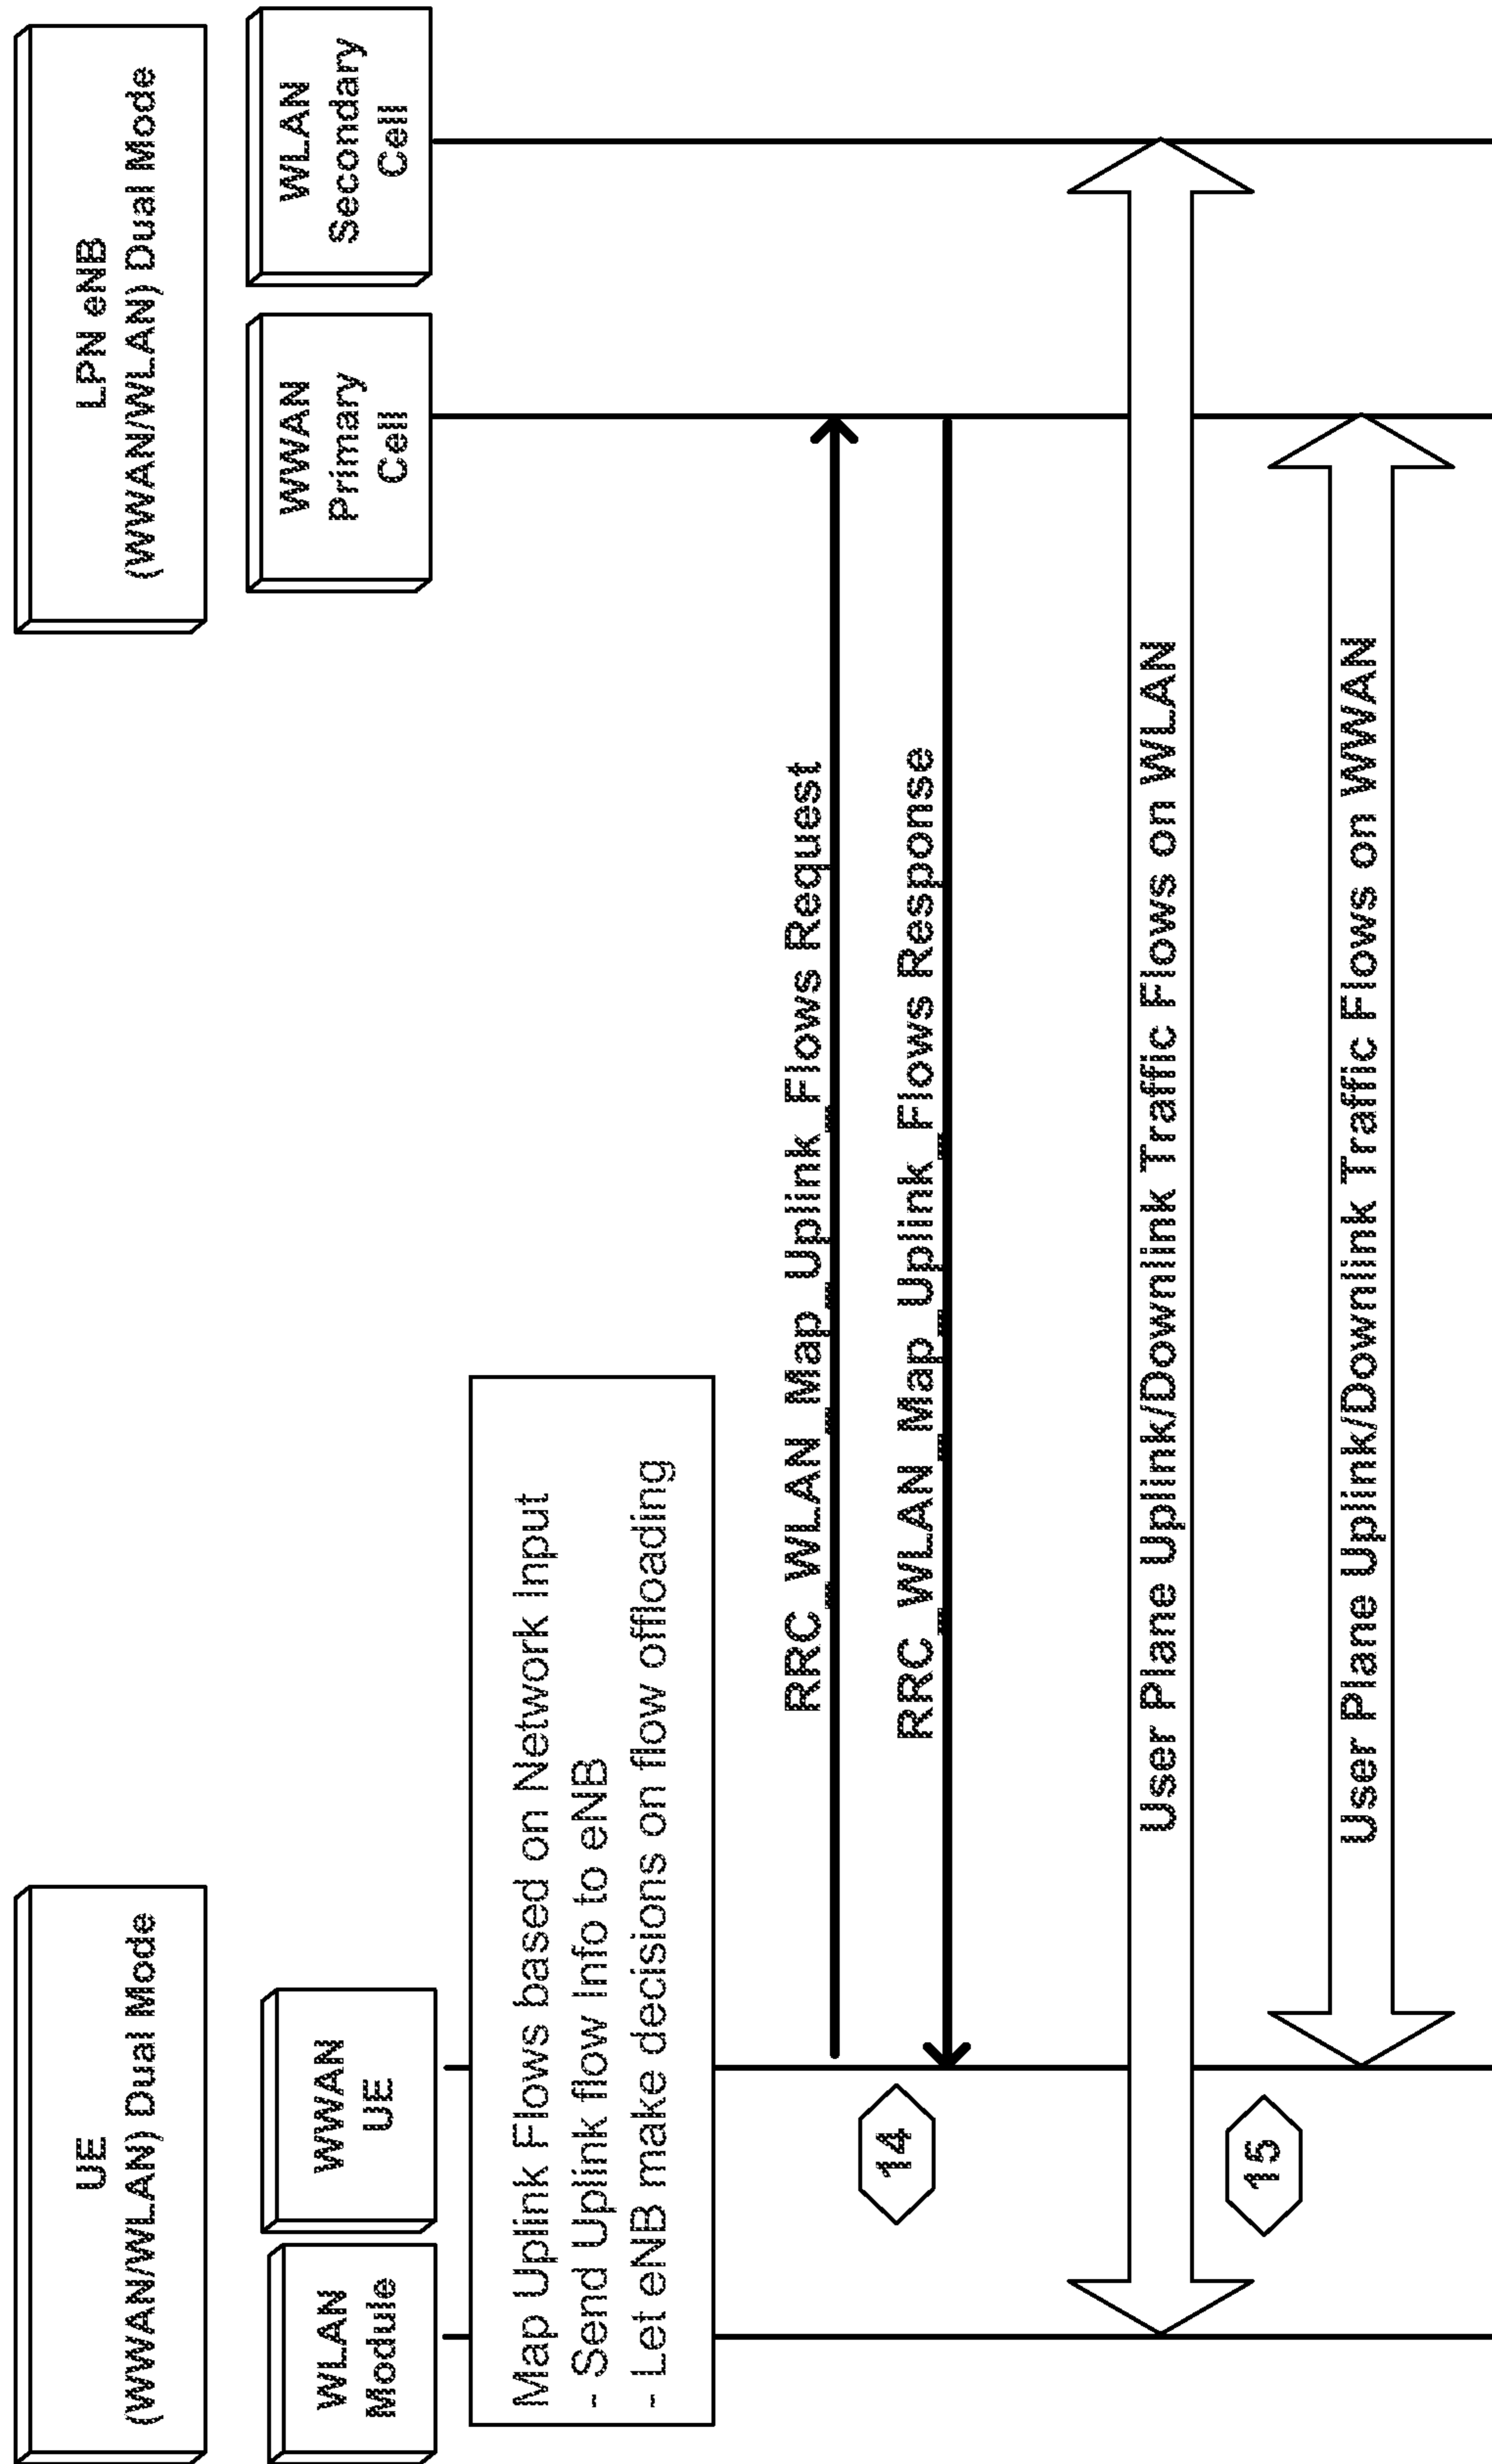 UE
(WWAN/WLAN) Dual Mode
LPN eNB
(WWAN/WLAN) Dual Mode
WLAN
Module
WWAN
UE
WWAN
Primary
Cell
WLAN
Secondary
Cell
Map Uplink Flows based on Network Input
- Send Uplink flow Info to eNB
- Let eNB make decisions on flow offloading
RRC_WLAN_Map_Uplink_Flows Request
14
RRC_WLAN_Map_Uplink_Flows Response
User Plane Uplink/Downlink Traffic Flows on WLAN
15
User Plane Uplink/Downlink Traffic Flows on WWAN